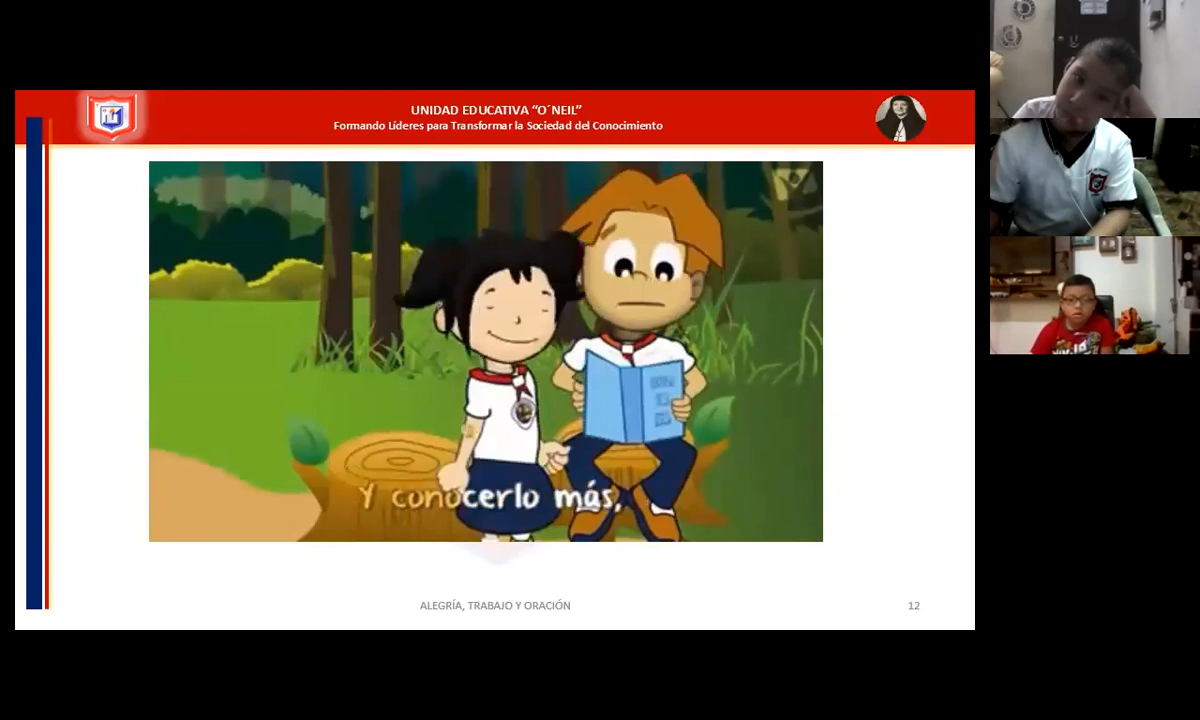 UNIDAD EDUCATIVA “O´NEIL”
Formando Líderes para Transformar la Sociedad del Conocimiento
Y conocerlo más,
ALEGRÍA, TRABAJO Y ORACIÓN
12